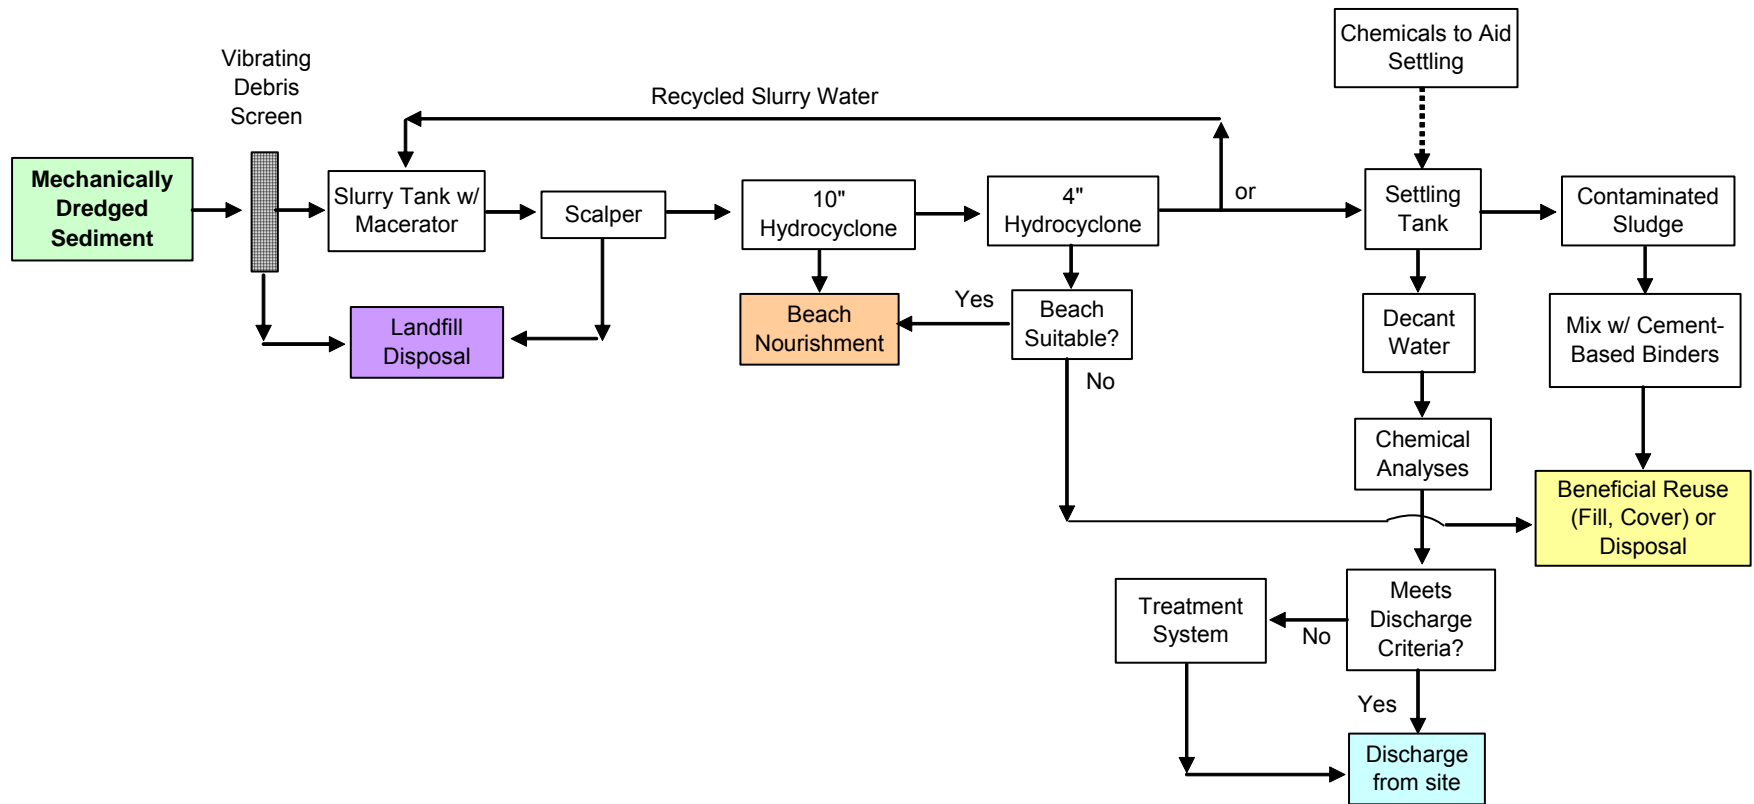 Chemicals to Aid
Settling
Vibrating
Debris
Screen
Recycled Slurry Water
Mechanically
Dredged
Sediment
Slurry Tank w/
Macerator
Scalper
10"
Hydrocyclone
4"
Hydrocyclone
or
Settling
Tank
Contaminated
Sludge
Landfill
Disposal
Beach
Nourishment
Yes
Beach
Suitable?
No
Decant
Water
Mix w/ Cement-
Based Binders
Chemical
Analyses
Beneficial Reuse
(Fill, Cover) or
Disposal
Treatment
System
No
Meets
Discharge
Criteria?
Yes
Discharge
from site